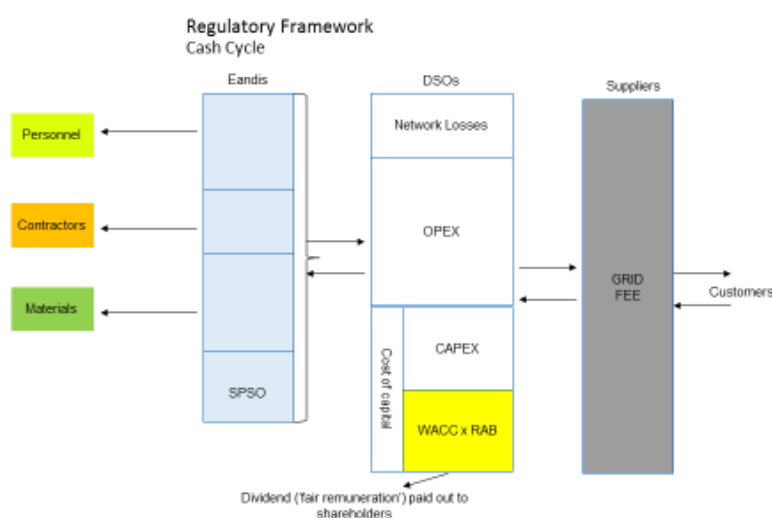 Regulatory Framework
Cash Cycle
Eandis
DSOs
Suppliers
Personnel
Contractors
Materials
SPSO
Network Losses
OPEX
Cost of capital
CAPEX
WACC x RAB
GRID
FEE
Customers
Dividend ('fair remuneration') paid out to
shareholders